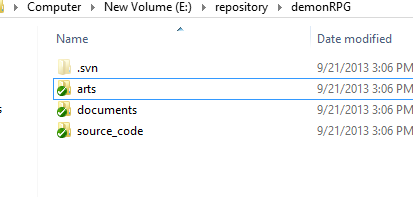 Computer ▸ New Volume (E:) ▸ repository ▸ demonRPG
Name Date modified
.svn 9/21/2013 3:06 PM
arts 9/21/2013 3:06 PM
documents 9/21/2013 3:06 PM
source_code 9/21/2013 3:06 PM